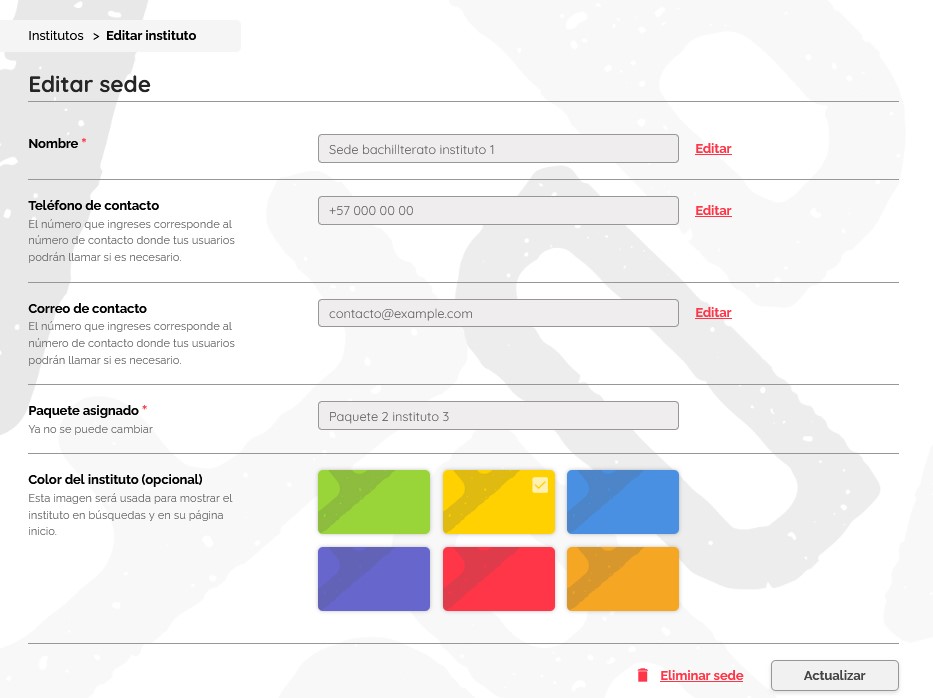 Institutos > Editar instituto
Editar sede
Nombre *
Sede bachillterato instituto 1
Editar
Teléfono de contacto
El número que ingreses corresponde al
número de contacto donde tus usuarios
podrán llamar si es necesario.
+57 000 00 00
Editar
Correo de contacto
El número que ingreses corresponde al
número de contacto donde tus usuarios
podrán llamar si es necesario.
contacto@example.com
Editar
Paquete asignado *
Ya no se puede cambiar
Paquete 2 instituto 3
Color del instituto (opcional)
Esta imagen será usada para mostrar el
instituto en búsquedas y en su página
inicio.
Eliminar sede
Actualizar